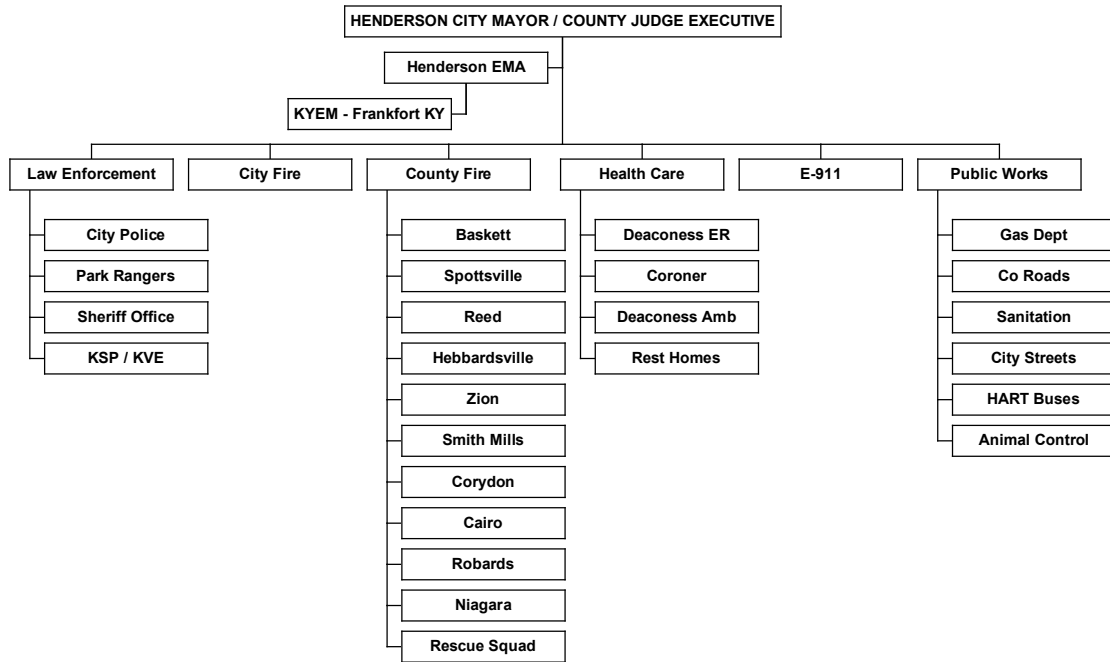 HENDERSON CITY MAYOR / COUNTY JUDGE EXECUTIVE
Henderson EMA
KYEM - Frankfort KY
Law Enforcement
City Fire
County Fire
Health Care
E-911
Public Works
City Police
Park Rangers
Sheriff Office
KSP / KVE
Baskett
Spottsville
Reed
Hebbardsville
Zion
Smith Mills
Corydon
Cairo
Robards
Niagara
Rescue Squad
Deaconess ER
Coroner
Deaconess Amb
Rest Homes
Gas Dept
Co Roads
Sanitation
City Streets
HART Buses
Animal Control